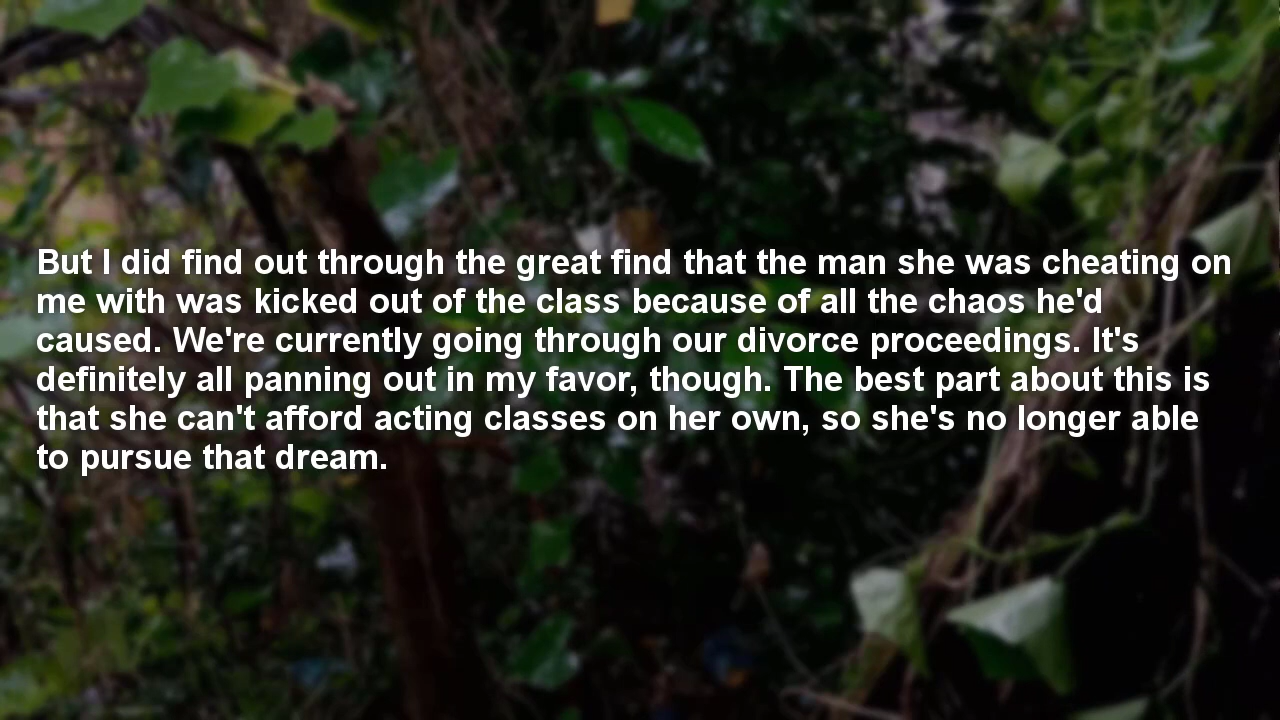 But I did find out through the great find that the man she was cheating on
me with was kicked out of the class because of all the chaos he'd
caused. We're currently going through our divorce proceedings. It's
definitely all panning out in my favor, though. The best part about this is
that she can't afford acting classes on her own, so she's no longer able
to pursue that dream.